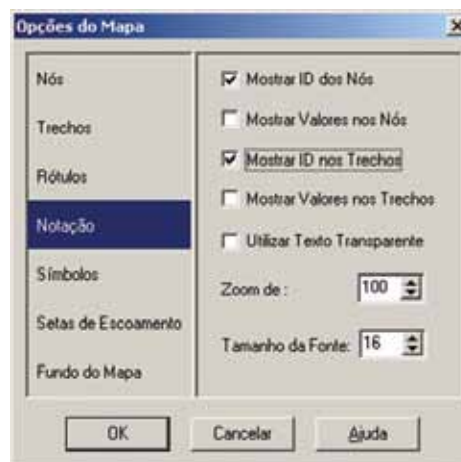 Opções do Mapa
Nós
Trechos
Rótulos
Notação
Símbolos
Setas de Escoamento
Fundo do Mapa
Mostrar ID dos Nós
Mostrar Valores nos Nós
Mostrar ID nos Trechos
Mostrar Valores nos Trechos
Utilizar Texto Transparente
Zoom de : 100
Tamanho da Fonte: 16
OK Cancelar Ajuda